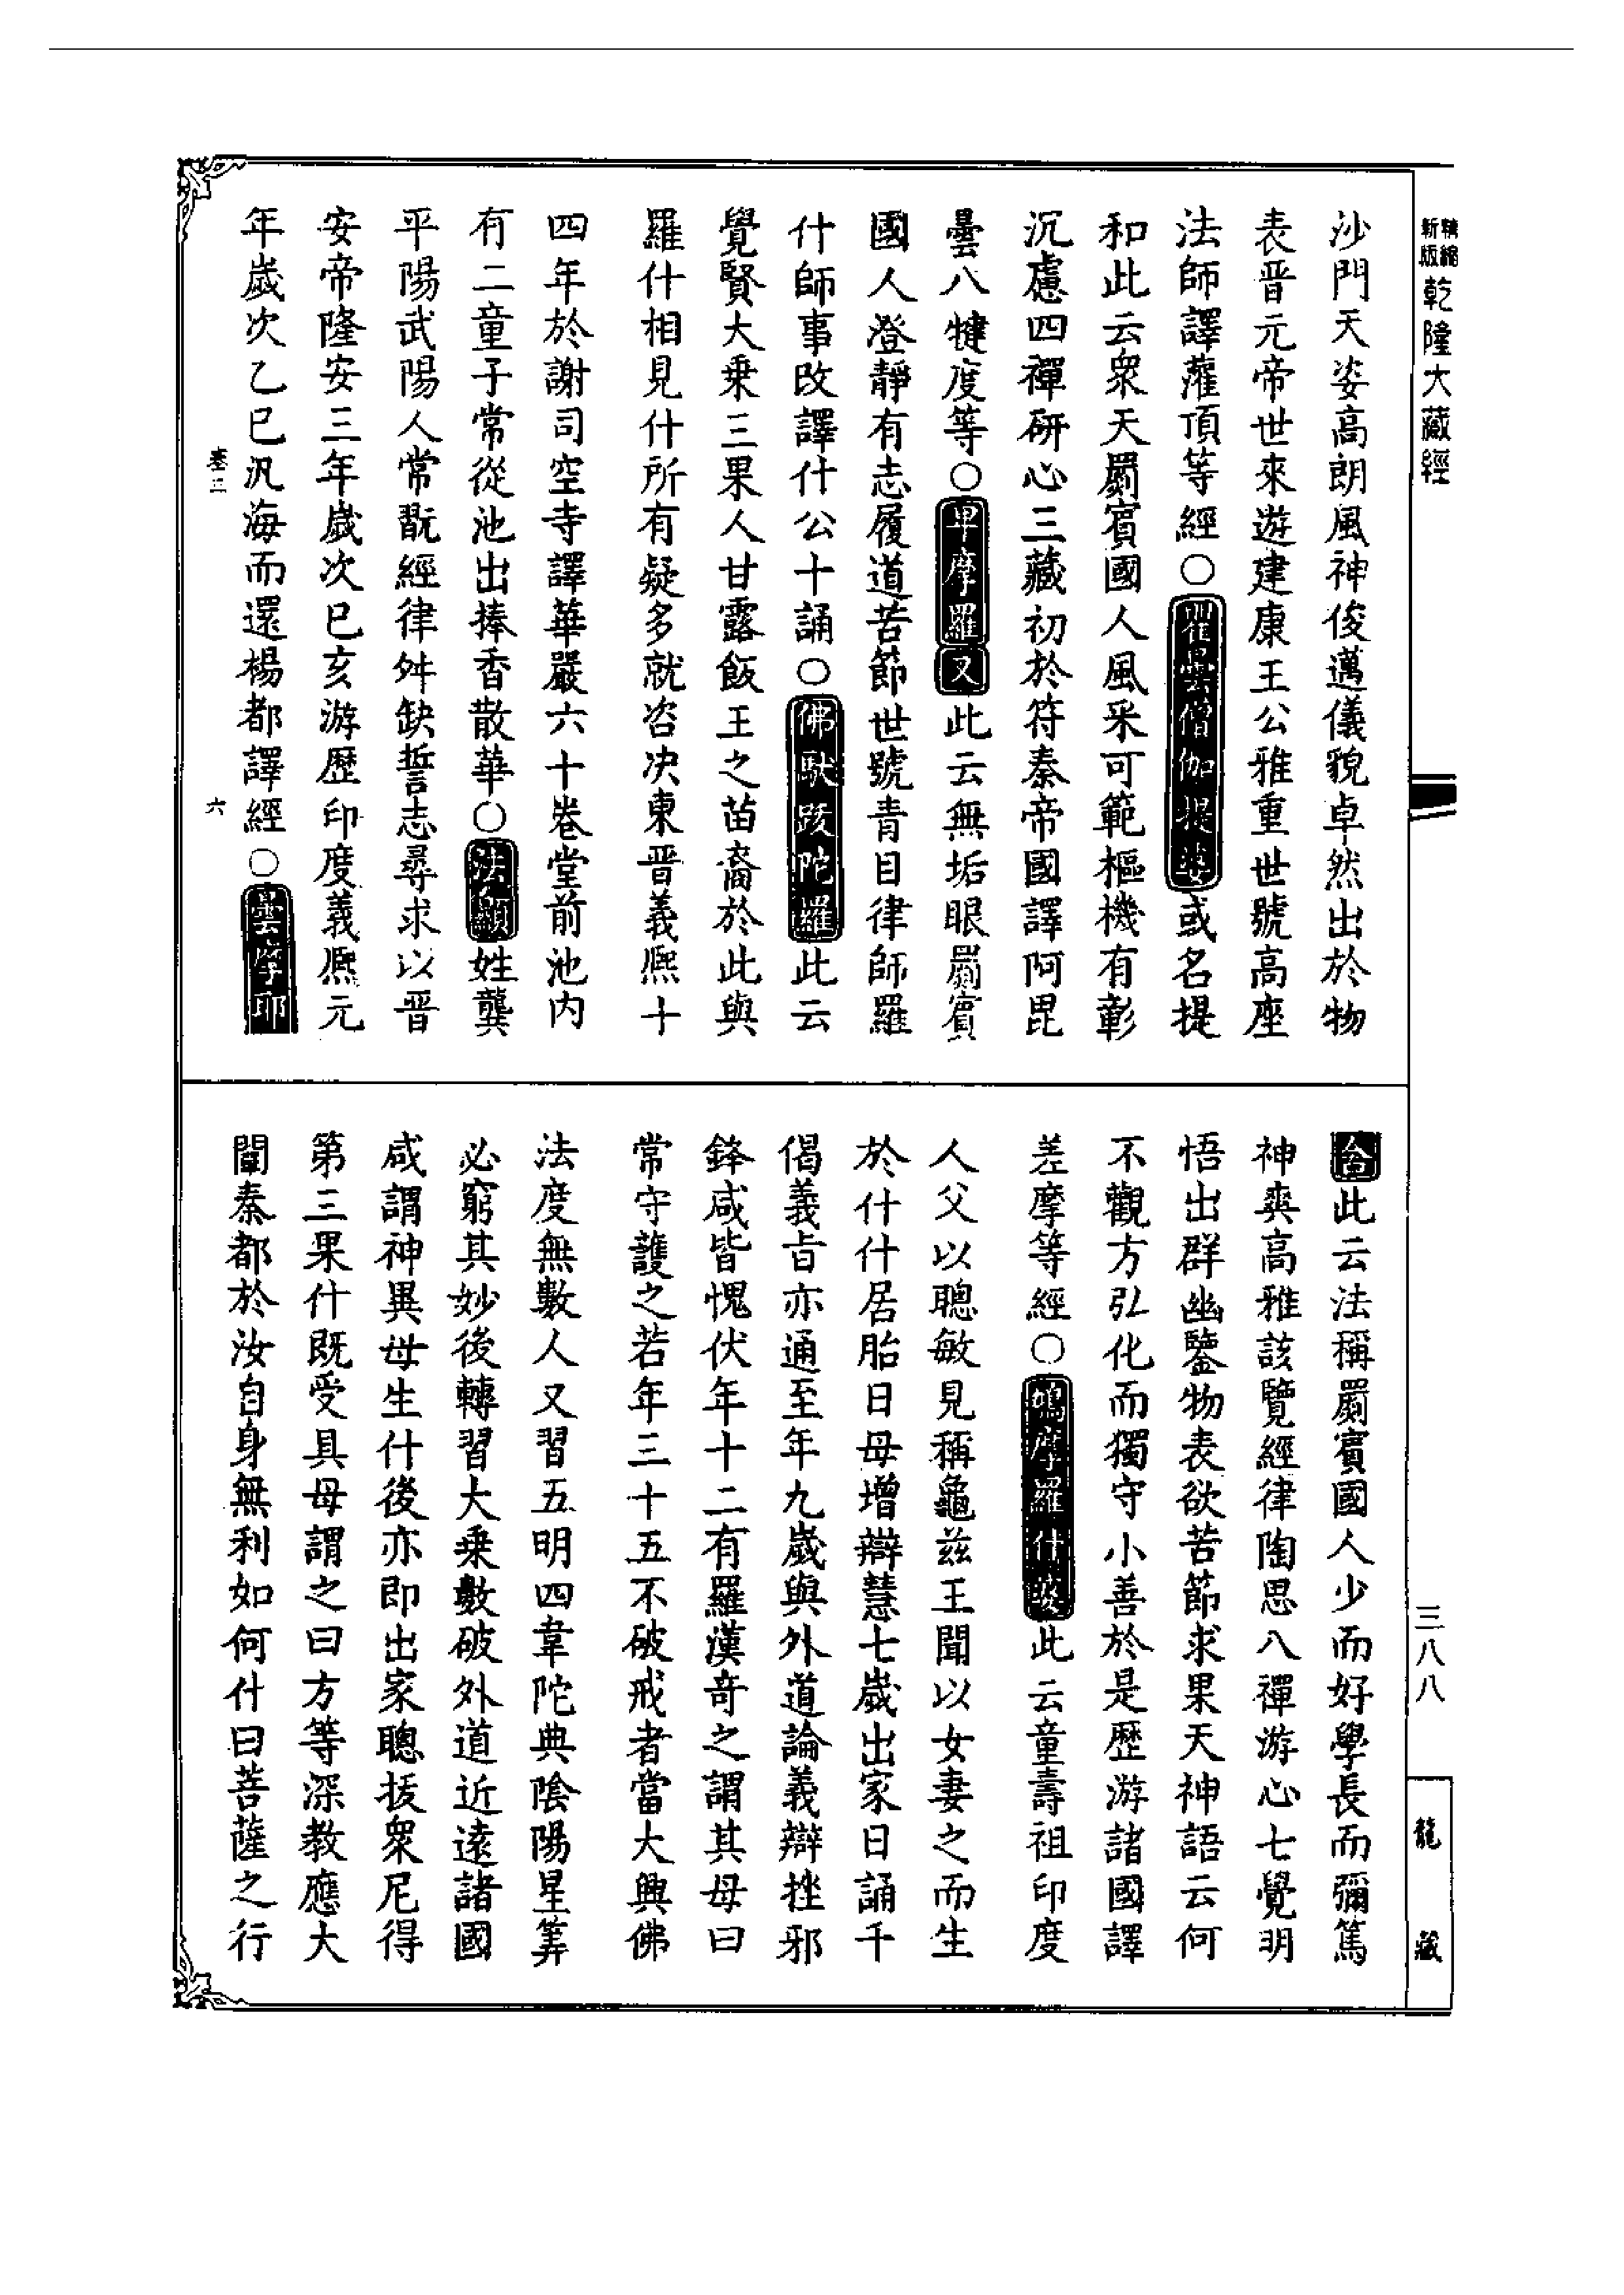 新版精縮
乾隆大藏經
沙門天姿高朗風神俊邁儀貌卓然出於物
表晋元帝世來遊建康王公雅重世號高座
法師譯灌頂等經○瞿曇僧伽提婆或名提
和此云衆天罽賓國人風采可範樞機有彰
沉慮四禪研心三藏初於符秦帝國譯阿毘
曇八犍度等○卑摩羅叉此云無垢眼罽賓
國人澄靜有志履道苦節世號青目律師羅
什師事改譯什公十誦○佛馱跋陀羅此云
覺賢大乗三果人甘露飯王之苗裔於此與
羅什相見什所有疑多就咨决東晋義熈十
四年於謝司空寺譯華嚴六十卷堂前池内
有二童子常從池出捧香散華○法顯姓龔
平陽武陽人常翫經律舛缺誓志尋求以晋
安帝隆安三年歲次已亥游歴印度義熈元
年歲次乙巳汎海而還楊都譯經○曇摩耶
卷三
六
舍此云法稱罽賓國人少而好學長而彌篤
神爽高雅該覽經律陶思八禪游心七覺明
悟出群幽鑒物表欲苦節求果天神語云何
不觀方弘化而獨守小善於是歴游諸國譯
差摩等經○鳩摩羅什婆此云童壽祖印度
人父以聰敏見稱龜兹王聞以女妻之而生
於什什居胎日母增辯慧七歲出家日誦千
偈義旨亦通至年九歲與外道論義辯挫邪
鋒咸皆愧伏年十二有羅漢奇之謂其母曰
常守護之若年三十五不破戒者當大興佛
法度無數人又習五明四韋陀典陰陽星筭
必窮其妙後轉習大乗數破外道近遠諸國
咸謂神異母生什後亦即出家聰拔衆尼得
第三果什既受具母謂之曰方等深教應大
闡秦都於汝自身無利如何什曰菩薩之行
三八八
龍藏